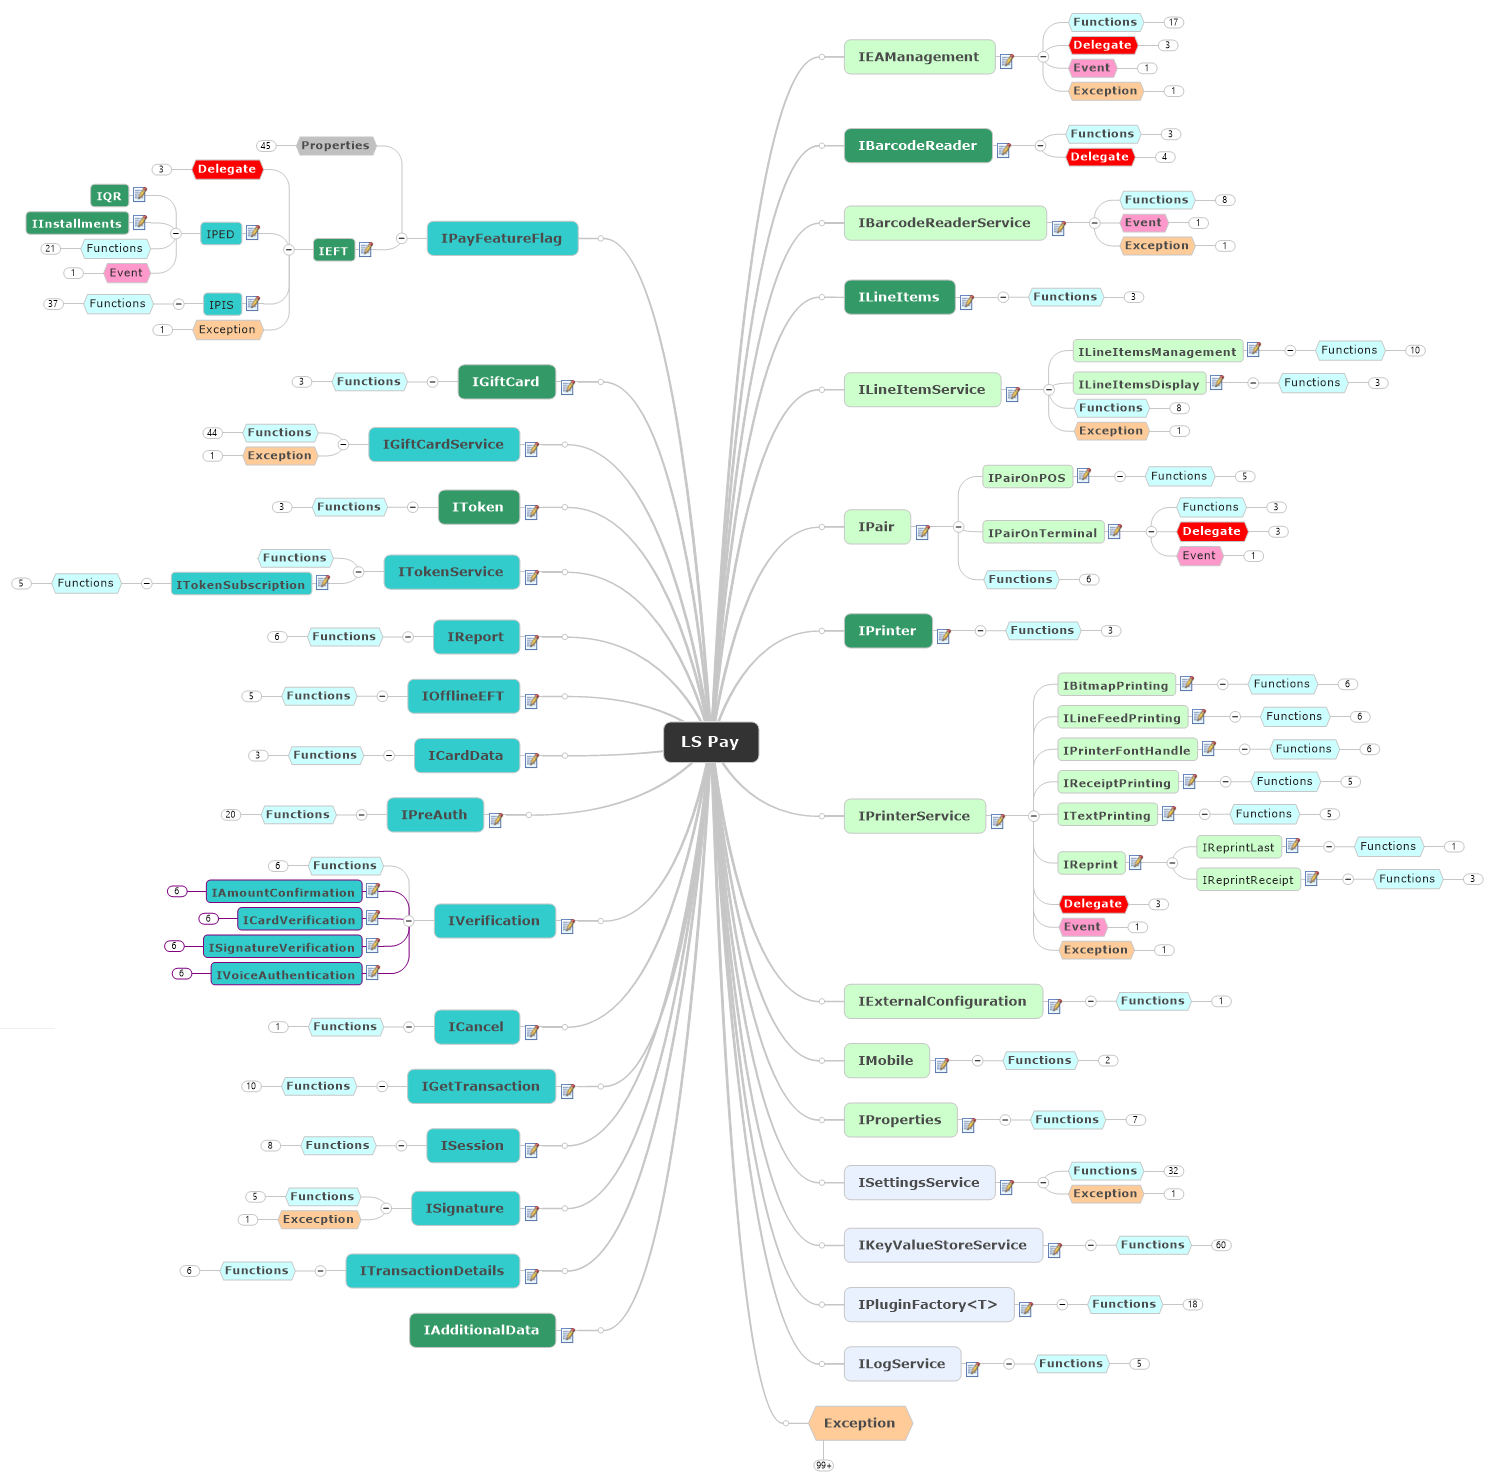 LS Pay
IEAManagement
Functions 17
Delegate 3
Event 1
Exception 1
IBarcodeReader
Functions 3
Delegate 4
IBarcodeReaderService
Functions 8
Event 1
Exception 1
ILineItems
Functions 3
ILineItemService
ILineItemsManagement
Functions 10
ILineItemsDisplay
Functions 3
Functions 8
Exception 1
IPair
IPairOnPOS
Functions 5
IPairOnTerminal
Functions 3
Delegate 3
Event 1
Functions 6
IPrinter
Functions 3
IPrinterService
IBitmapPrinting
Functions 6
ILineFeedPrinting
Functions 6
IPrinterFontHandle
Functions 6
IReceiptPrinting
Functions 5
ITextPrinting
Functions 5
IReprint
IReprintLast
Functions 1
IReprintReceipt
Functions 3
Delegate 3
Event 1
Exception 1
IExternalConfiguration
Functions 1
IMobile
Functions 2
IProperties
Functions 7
ISettingsService
Functions 32
Exception 1
IKeyValueStoreService
Functions 60
IPluginFactory<T>
Functions 18
ILogService
Functions 5
Exception
99+
IPayFeatureFlag
45 Properties
IEFT
3 Delegate
IPED
IQR
IInstallments
21 Functions
1 Event
IPIS
37 Functions
1 Exception
IGiftCard
3 Functions
IGiftCardService
44 Functions
1 Exception
IToken
3 Functions
ITokenService
Functions
ITokenSubscription
5 Functions
IReport
6 Functions
IOfflineEFT
5 Functions
ICardData
3 Functions
IPreAuth
20 Functions
IVerification
6 Functions
6 IAmountConfirmation
6 ICardVerification
6 ISignatureVerification
6 IVoiceAuthentication
ICancel
1 Functions
IGetTransaction
10 Functions
ISession
8 Functions
ISignature
5 Functions
1 Excecption
ITransactionDetails
6 Functions
IAdditionalData